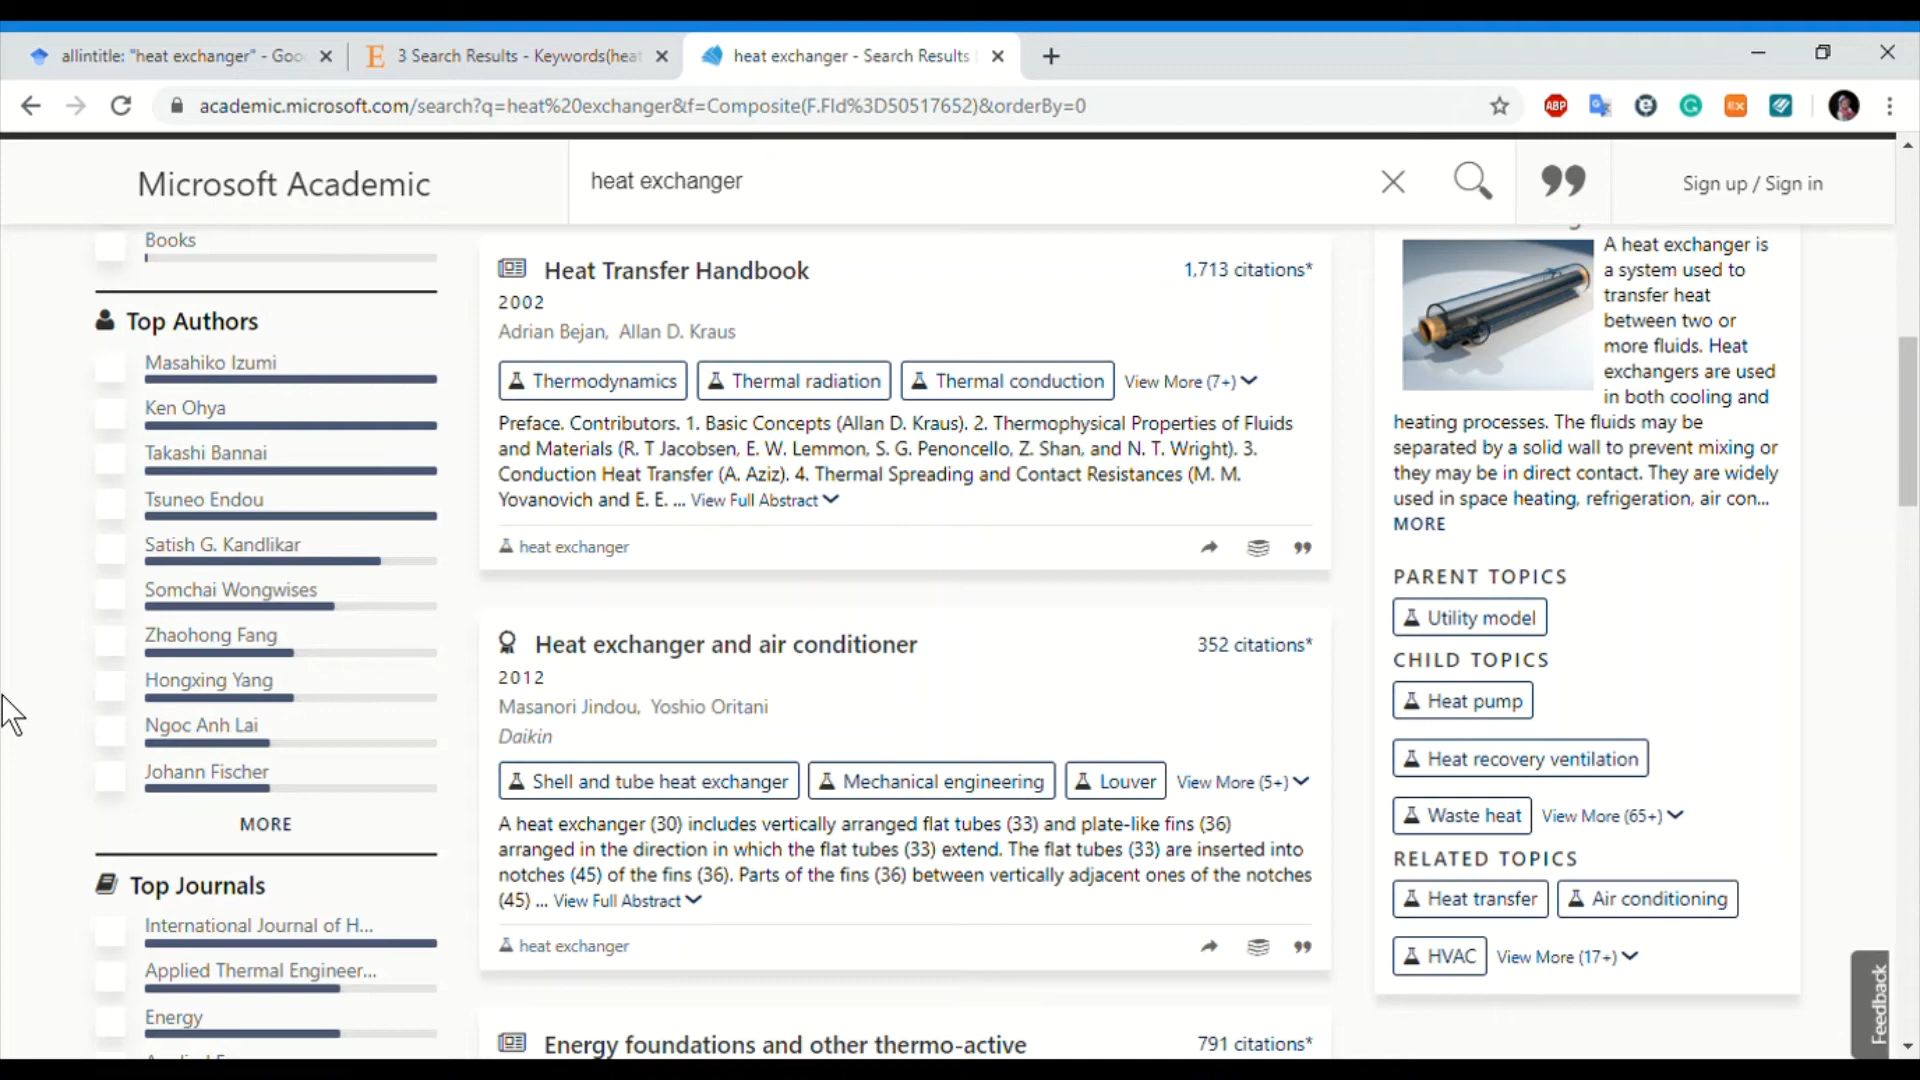 allintitle: "heat exchanger" - Goo
3 Search Results - Keywords(heat
heat exchanger - Search Results
academic.microsoft.com/search?q=heat%20exchanger&f=Composite(F.FId%3D50517652)&orderBy=0
ABP
EX
Microsoft Academic
heat exchanger
Sign up / Sign in
Books
Top Authors
Masahiko Izumi
Ken Ohya
Takashi Bannai
Tsuneo Endou
Satish G. Kandlikar
Somchai Wongwises
Zhaohong Fang
Hongxing Yang
Ngoc Anh Lai
Johann Fischer
MORE
Top Journals
International Journal of H...
Applied Thermal Engineer...
Energy
Heat Transfer Handbook
1,713 citations*
2002
Adrian Bejan, Allan D. Kraus
Thermodynamics
Thermal radiation
Thermal conduction
View More (7+)
Preface. Contributors. 1. Basic Concepts (Allan D. Kraus). 2. Thermophysical Properties of Fluids
and Materials (R. T Jacobsen, E. W. Lemmon, S. G. Penoncello, Z. Shan, and N. T. Wright). 3.
Conduction Heat Transfer (A. Aziz). 4. Thermal Spreading and Contact Resistances (M. M.
Yovanovich and E. E. ... View Full Abstract
heat exchanger
Heat exchanger and air conditioner
352 citations*
2012
Masanori Jindou, Yoshio Oritani
Daikin
Shell and tube heat exchanger
Mechanical engineering
Louver
View More (5+)
A heat exchanger (30) includes vertically arranged flat tubes (33) and plate-like fins (36)
arranged in the direction in which the flat tubes (33) extend. The flat tubes (33) are inserted into
notches (45) of the fins (36). Parts of the fins (36) between vertically adjacent ones of the notches
(45) ... View Full Abstract
heat exchanger
Energy foundations and other thermo-active
791 citations*
A heat exchanger is
a system used to
transfer heat
between two or
more fluids. Heat
exchangers are used
in both cooling and
heating processes. The fluids may be
separated by a solid wall to prevent mixing or
they may be in direct contact. They are widely
used in space heating, refrigeration, air con...
MORE
PARENT TOPICS
Utility model
CHILD TOPICS
Heat pump
Heat recovery ventilation
Waste heat
View More (65+)
RELATED TOPICS
Heat transfer
Air conditioning
HVAC
View More (17+)
Feedback